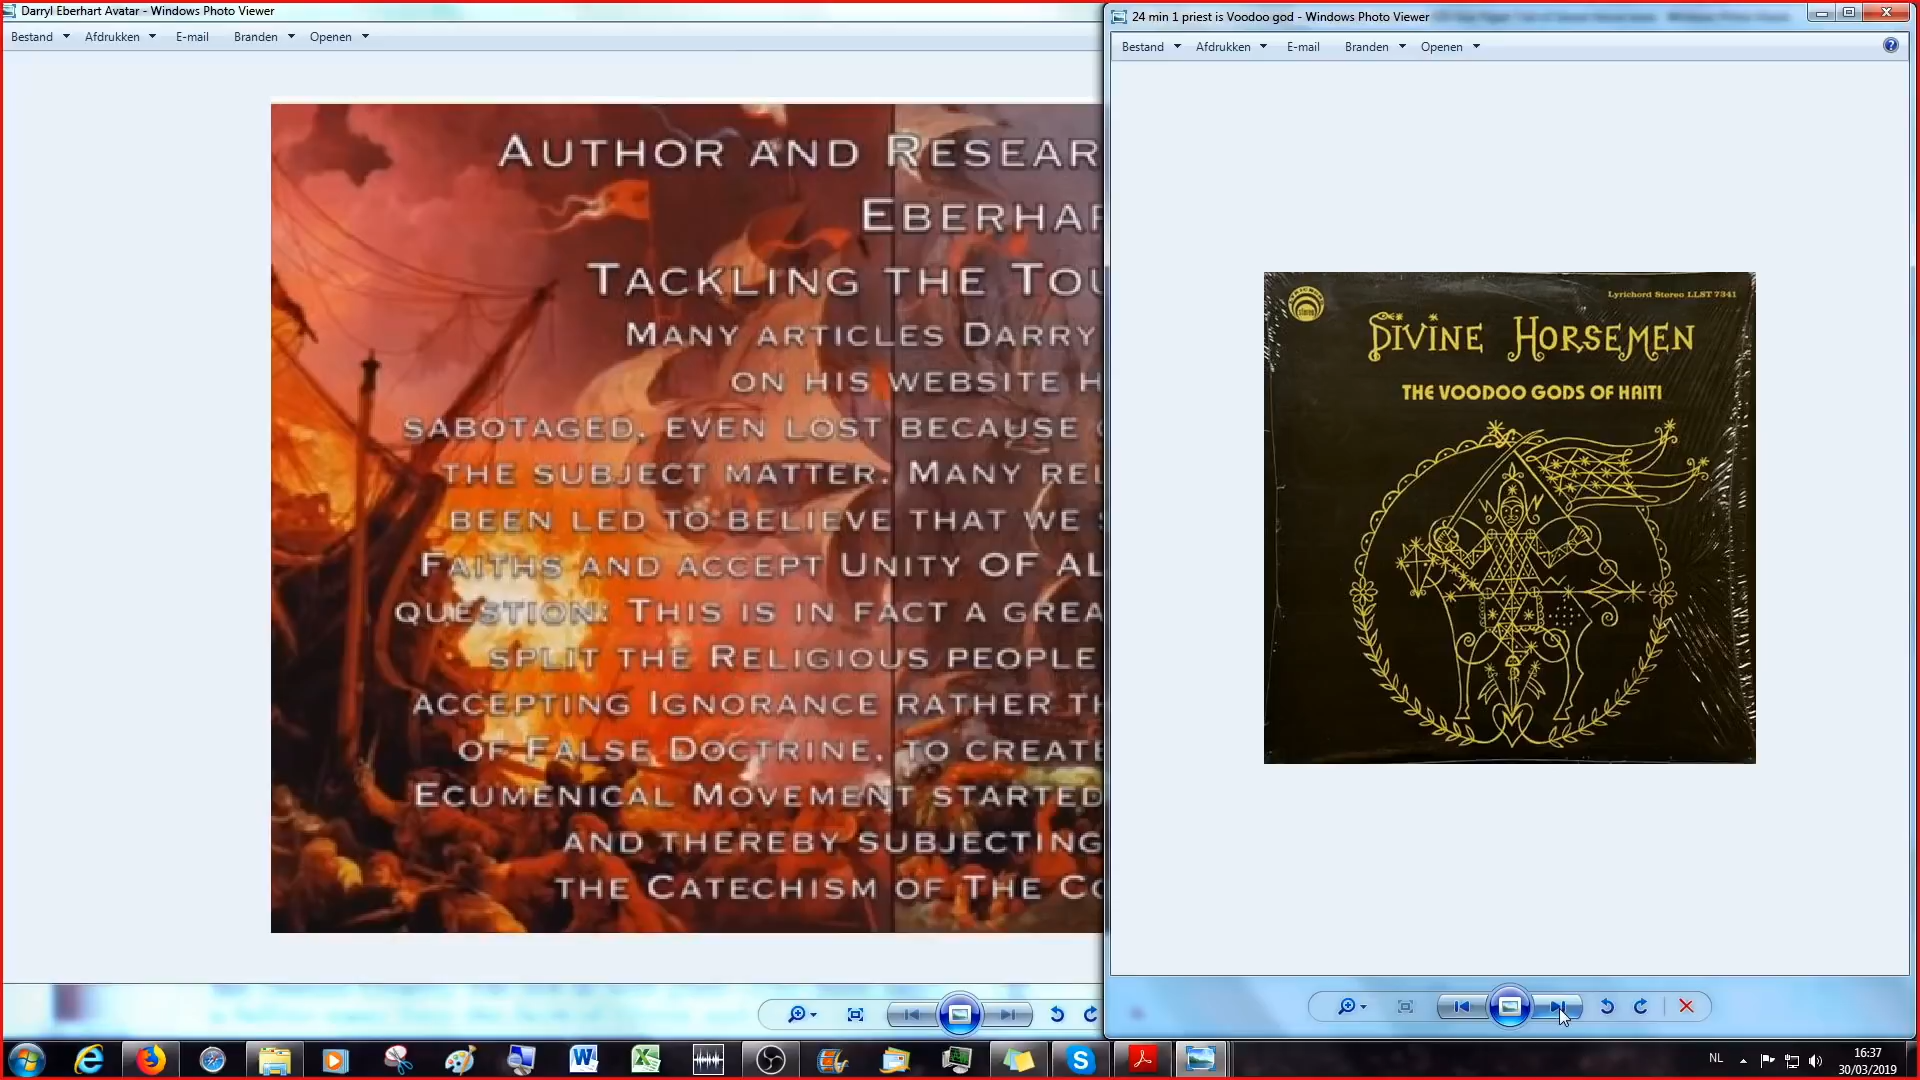 Darryl Eberhart Avatar - Windows Photo Viewer
Bestand Afdrukken E-mail Branden Openen
AUTHOR AND RESEAR
EBERHAR
TACKLING THE TOU
MANY ARTICLES DARRY
ON HIS WEBSITE H
SABOTAGED, EVEN LOST BECAUSE
THE SUBJECT MATTER. MANY REL
BEEN LED TO BELIEVE THAT WE S
FAITHS AND ACCEPT UNITY OF AL
QUESTION: THIS IS IN FACT A GREA
SPLIT THE RELIGIOUS PEOPLE
ACCEPTING IGNORANCE RATHER TH
OF FALSE DOCTRINE, TO CREATE
ECUMENICAL MOVEMENT STARTED
AND THEREBY SUBJECTING
THE CATECHISM OF THE CO
24 min 1 priest is Voodoo god - Windows Photo Viewer
Bestand Afdrukken E-mail Branden Openen
Lyrichord Stereo LLST 7341
stereo
DIVINE HORSEMEN
THE VOODOO GODS OF HAITI
NL
16:37
30/03/2019